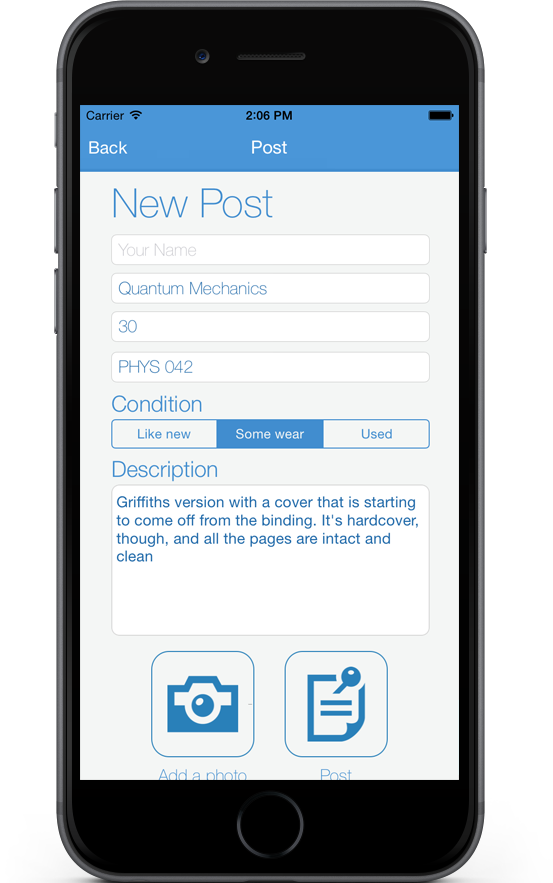 Carrier 2:06 PM
Back Post
New Post
Your Name
Quantum Mechanics
30
PHYS 042
Condition
Like new Some wear Used
Description
Griffiths version with a cover that is starting
to come off from the binding. It's hardcover,
though, and all the pages are intact and
clean
Add a photo Post